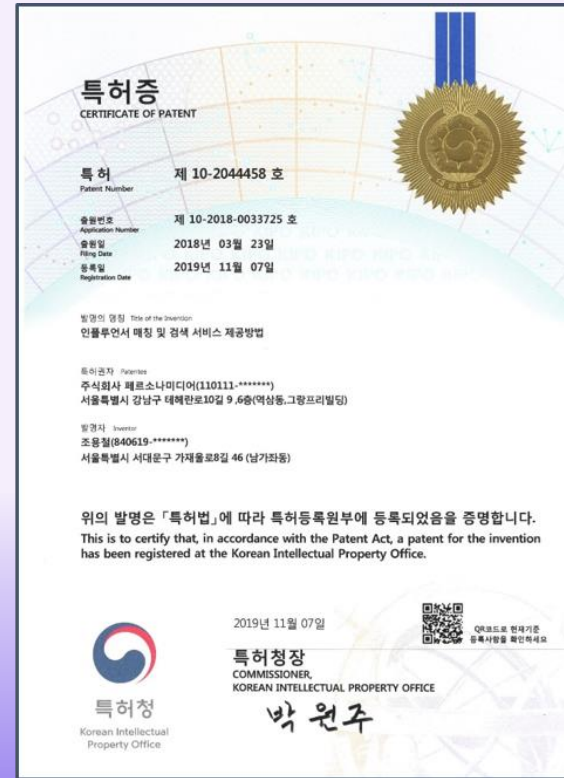 특허증
CERTIFICATE OF PATENT
특 허 제 10-2044458 호
Patent Number
출원번호 제 10-2018-0033725 호
Application Number
출원일 2018년 03월 23일
Filing Date
등록일 2019년 11월 07일
Registration Date
발명의 명칭 Title of the Invention
인플루언서 매칭 및 검색 서비스 제공방법
특허권자 Patentee
주식회사 페르소나미디어(110111-*******)
서울특별시 강남구 테헤란로10길 9 ,6층(역삼동,그랑프리빌딩)
발명자 Inventor
조용철(840619-*******)
서울특별시 서대문구 가재울로8길 46 (남가좌동)
위의 발명은 「특허법」에 따라 특허등록원부에 등록되었음을 증명합니다.
This is to certify that, in accordance with the Patent Act, a patent for the invention
has been registered at the Korean Intellectual Property Office.
2019년 11월 07일
QR코드로 현재기준
등록사항을 확인하세요
특허청장
COMMISSIONER,
KOREAN INTELLECTUAL PROPERTY OFFICE
박원주
특허청
Korean Intellectual
Property Office